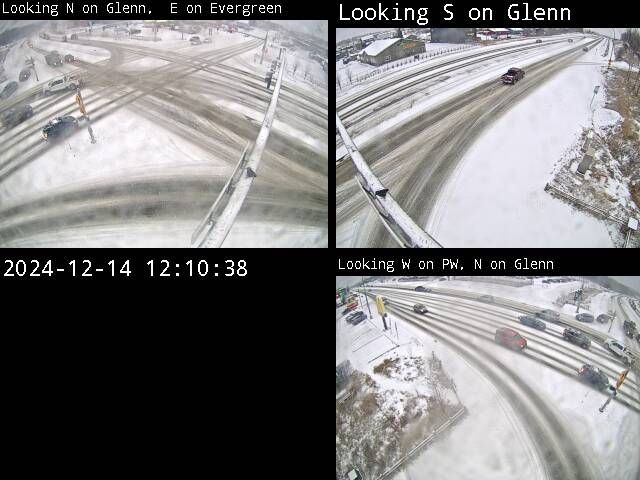 Looking N on Glenn,  E on Evergreen
Looking S on Glenn
2024-12-14 12:10:38
Looking W on PW, N on Glenn